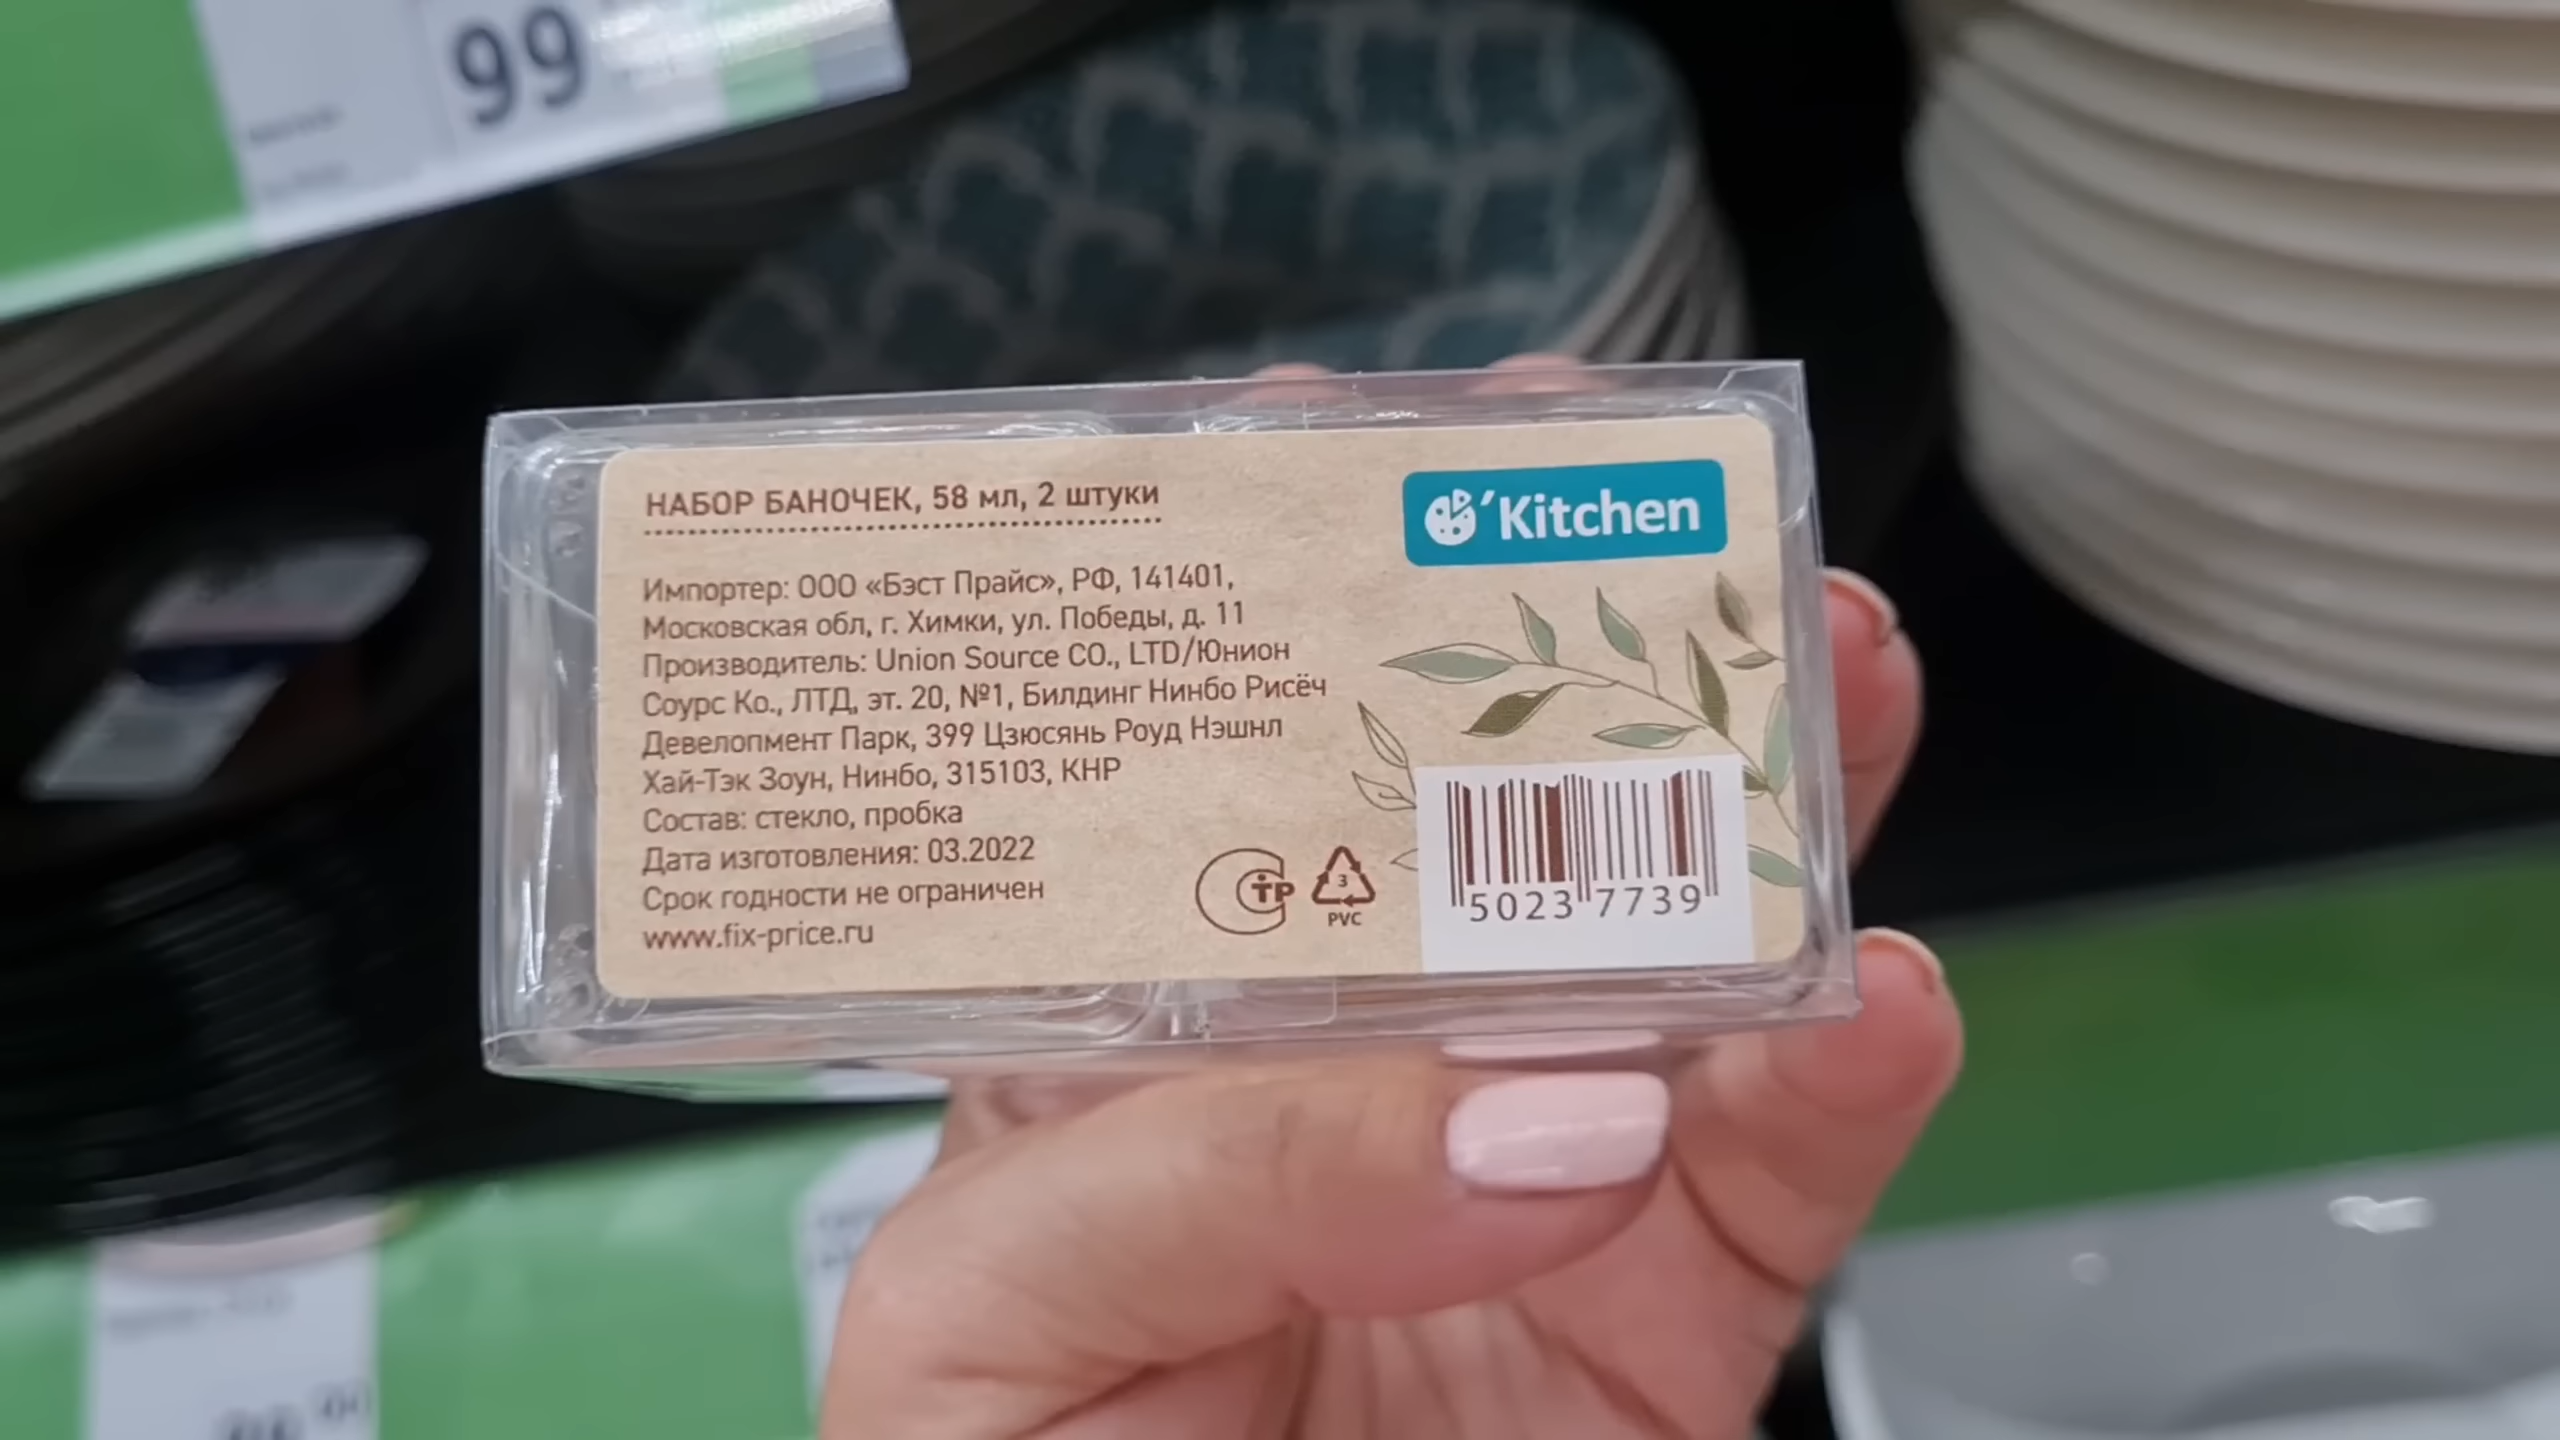 99
НАБОР БАНОЧЕК, 58 мл, 2 штуки
'Kitchen
Импортер: ООО «Бэст Прайс», РФ, 141401,
Московская обл, г. Химки, ул. Победы, д. 11
Производитель: Union Source CO., LTD/Юнион
Соурс Ко., ЛТД, эт. 20, №1, Билдинг Нинбо Рисёч
Девелопмент Парк, 399 Цзюсянь Роуд Нэшнл
Хай-Тэк Зоун, Нинбо, 315103, КНР
Состав: стекло, пробка
Дата изготовления: 03.2022
Срок годности не ограничен
www.fix-price.ru
СТР
3
PVC
5023 7739